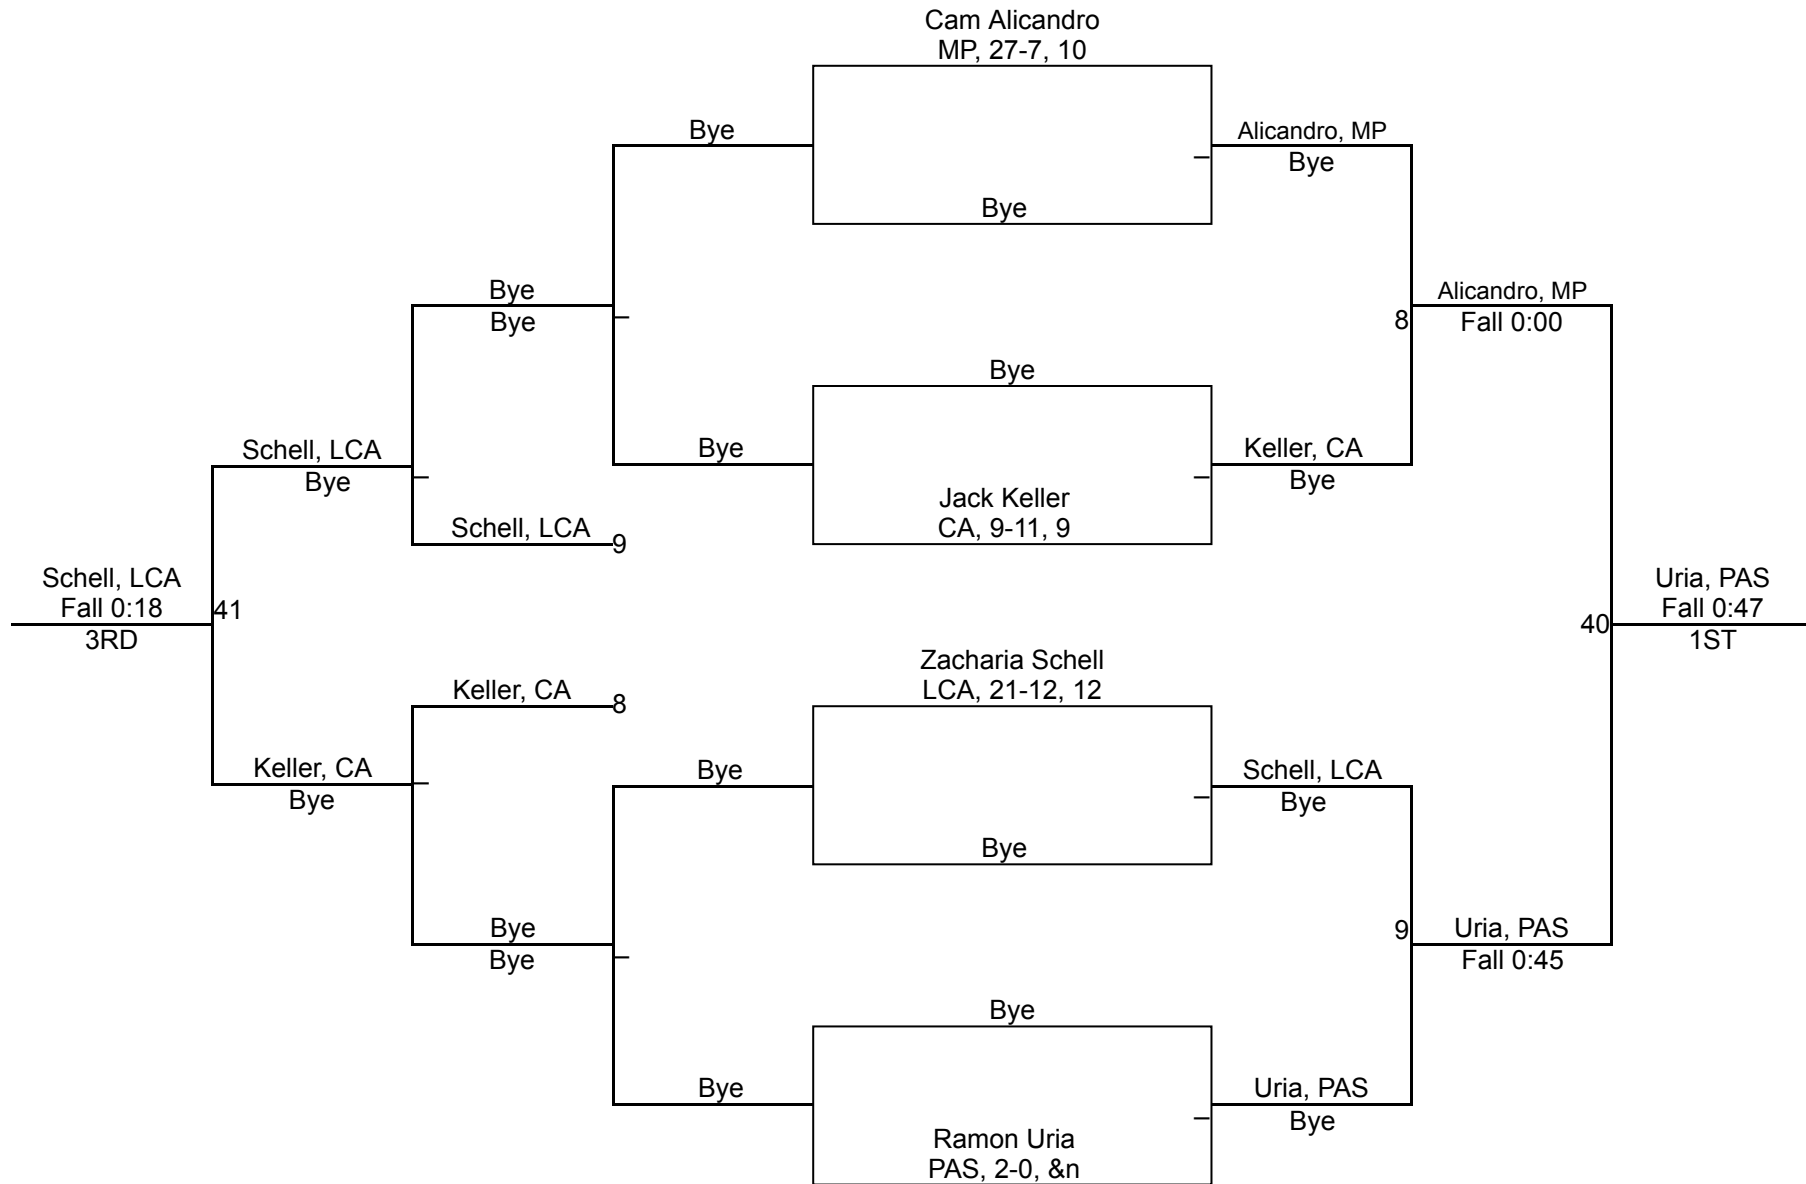 Cam Alicandro
MP, 27-7, 10
Bye
Alicandro, MP
Bye
Bye
Bye
Bye
Alicandro, MP
8
Fall 0:00
Bye
Schell, LCA
Bye
Bye
Keller, CA
Bye
Jack Keller
CA, 9-11, 9
Schell, LCA
9
Schell, LCA
Fall 0:18
3RD
41
Uria, PAS
Fall 0:47
1ST
40
Zacharia Schell
LCA, 21-12, 12
Keller, CA
8
Keller, CA
Bye
Bye
Schell, LCA
Bye
Bye
Bye
Bye
9
Uria, PAS
Fall 0:45
Bye
Bye
Uria, PAS
Bye
Ramon Uria
PAS, 2-0, &n